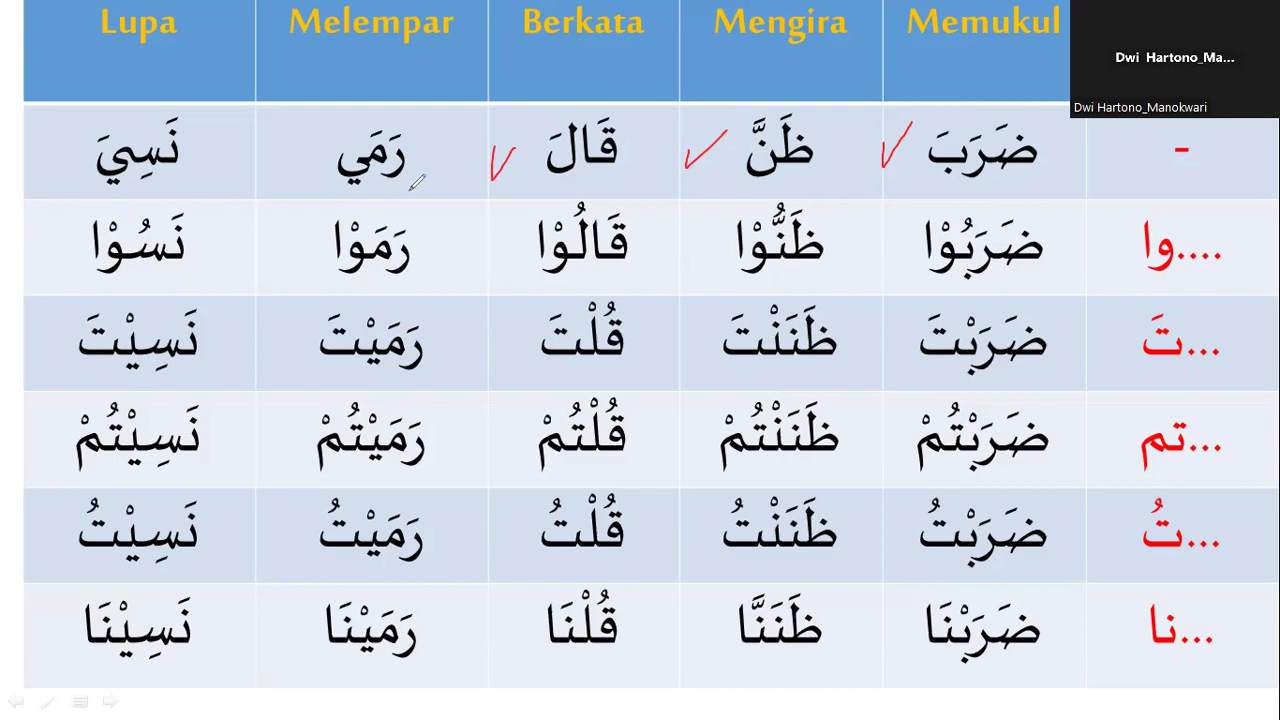 Lupa Melempar Berkata Mengira Memukul
Dwi Hartono_Ma...
Dwi Hartono_Manokwari
- ضَرَبَ ظَنَّ قَالَ رَمَي نَسِيَ
....وا ضَرَبُوْا ظَنُّوْا قَالُوْا رَمَوْا نَسُوْا
...تَ ضَرَبْتَ ظَنَنْتَ قُلْتَ رَمَيْتَ نَسِيْتَ
...تم ضَرَبْتُمْ ظَنَنْتُمْ قُلْتُمْ رَمَيْتُمْ نَسِيْتُمْ
...تُ ضَرَبْتُ ظَنَنْتُ قُلْتُ رَمَيْتُ نَسِيْتُ
...نا ضَرَبْنَا ظَنَنَّا قُلْنَا رَمَيْنَا نَسِيْنَا